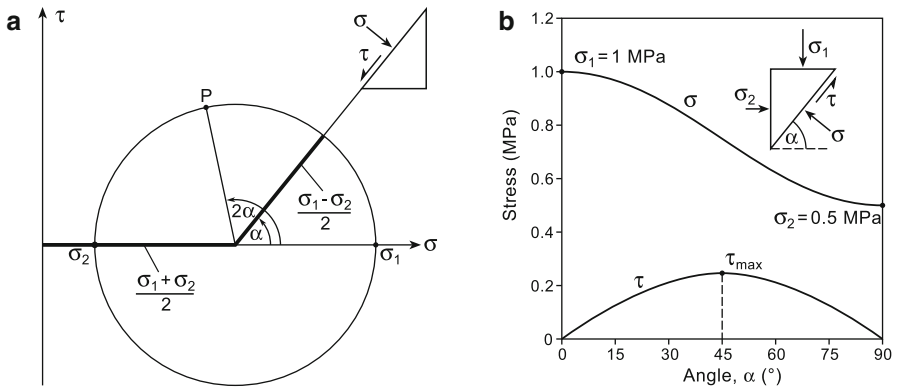 a
τ
σ
τ
P
2α
α
σ₁ - σ₂
2
σ₂
σ₁
σ
σ₁ + σ₂
2
b
1.2
1.0
0.8
0.6
0.4
0.2
0
Stress (MPa)
σ₁ = 1 MPa
σ
σ₁
σ₂
τ
α
σ
σ₂ = 0.5 MPa
τ
τmax
0 15 30 45 60 75 90
Angle, α (°)